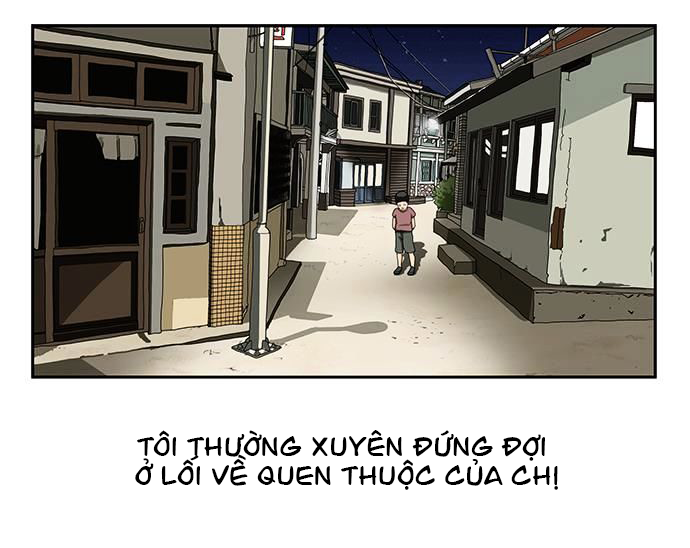 TÔI THƯỜNG XUYÊN ĐỨNG ĐỢI
Ở LỐI VỀ QUEN THUỘC CỦA CHỊ